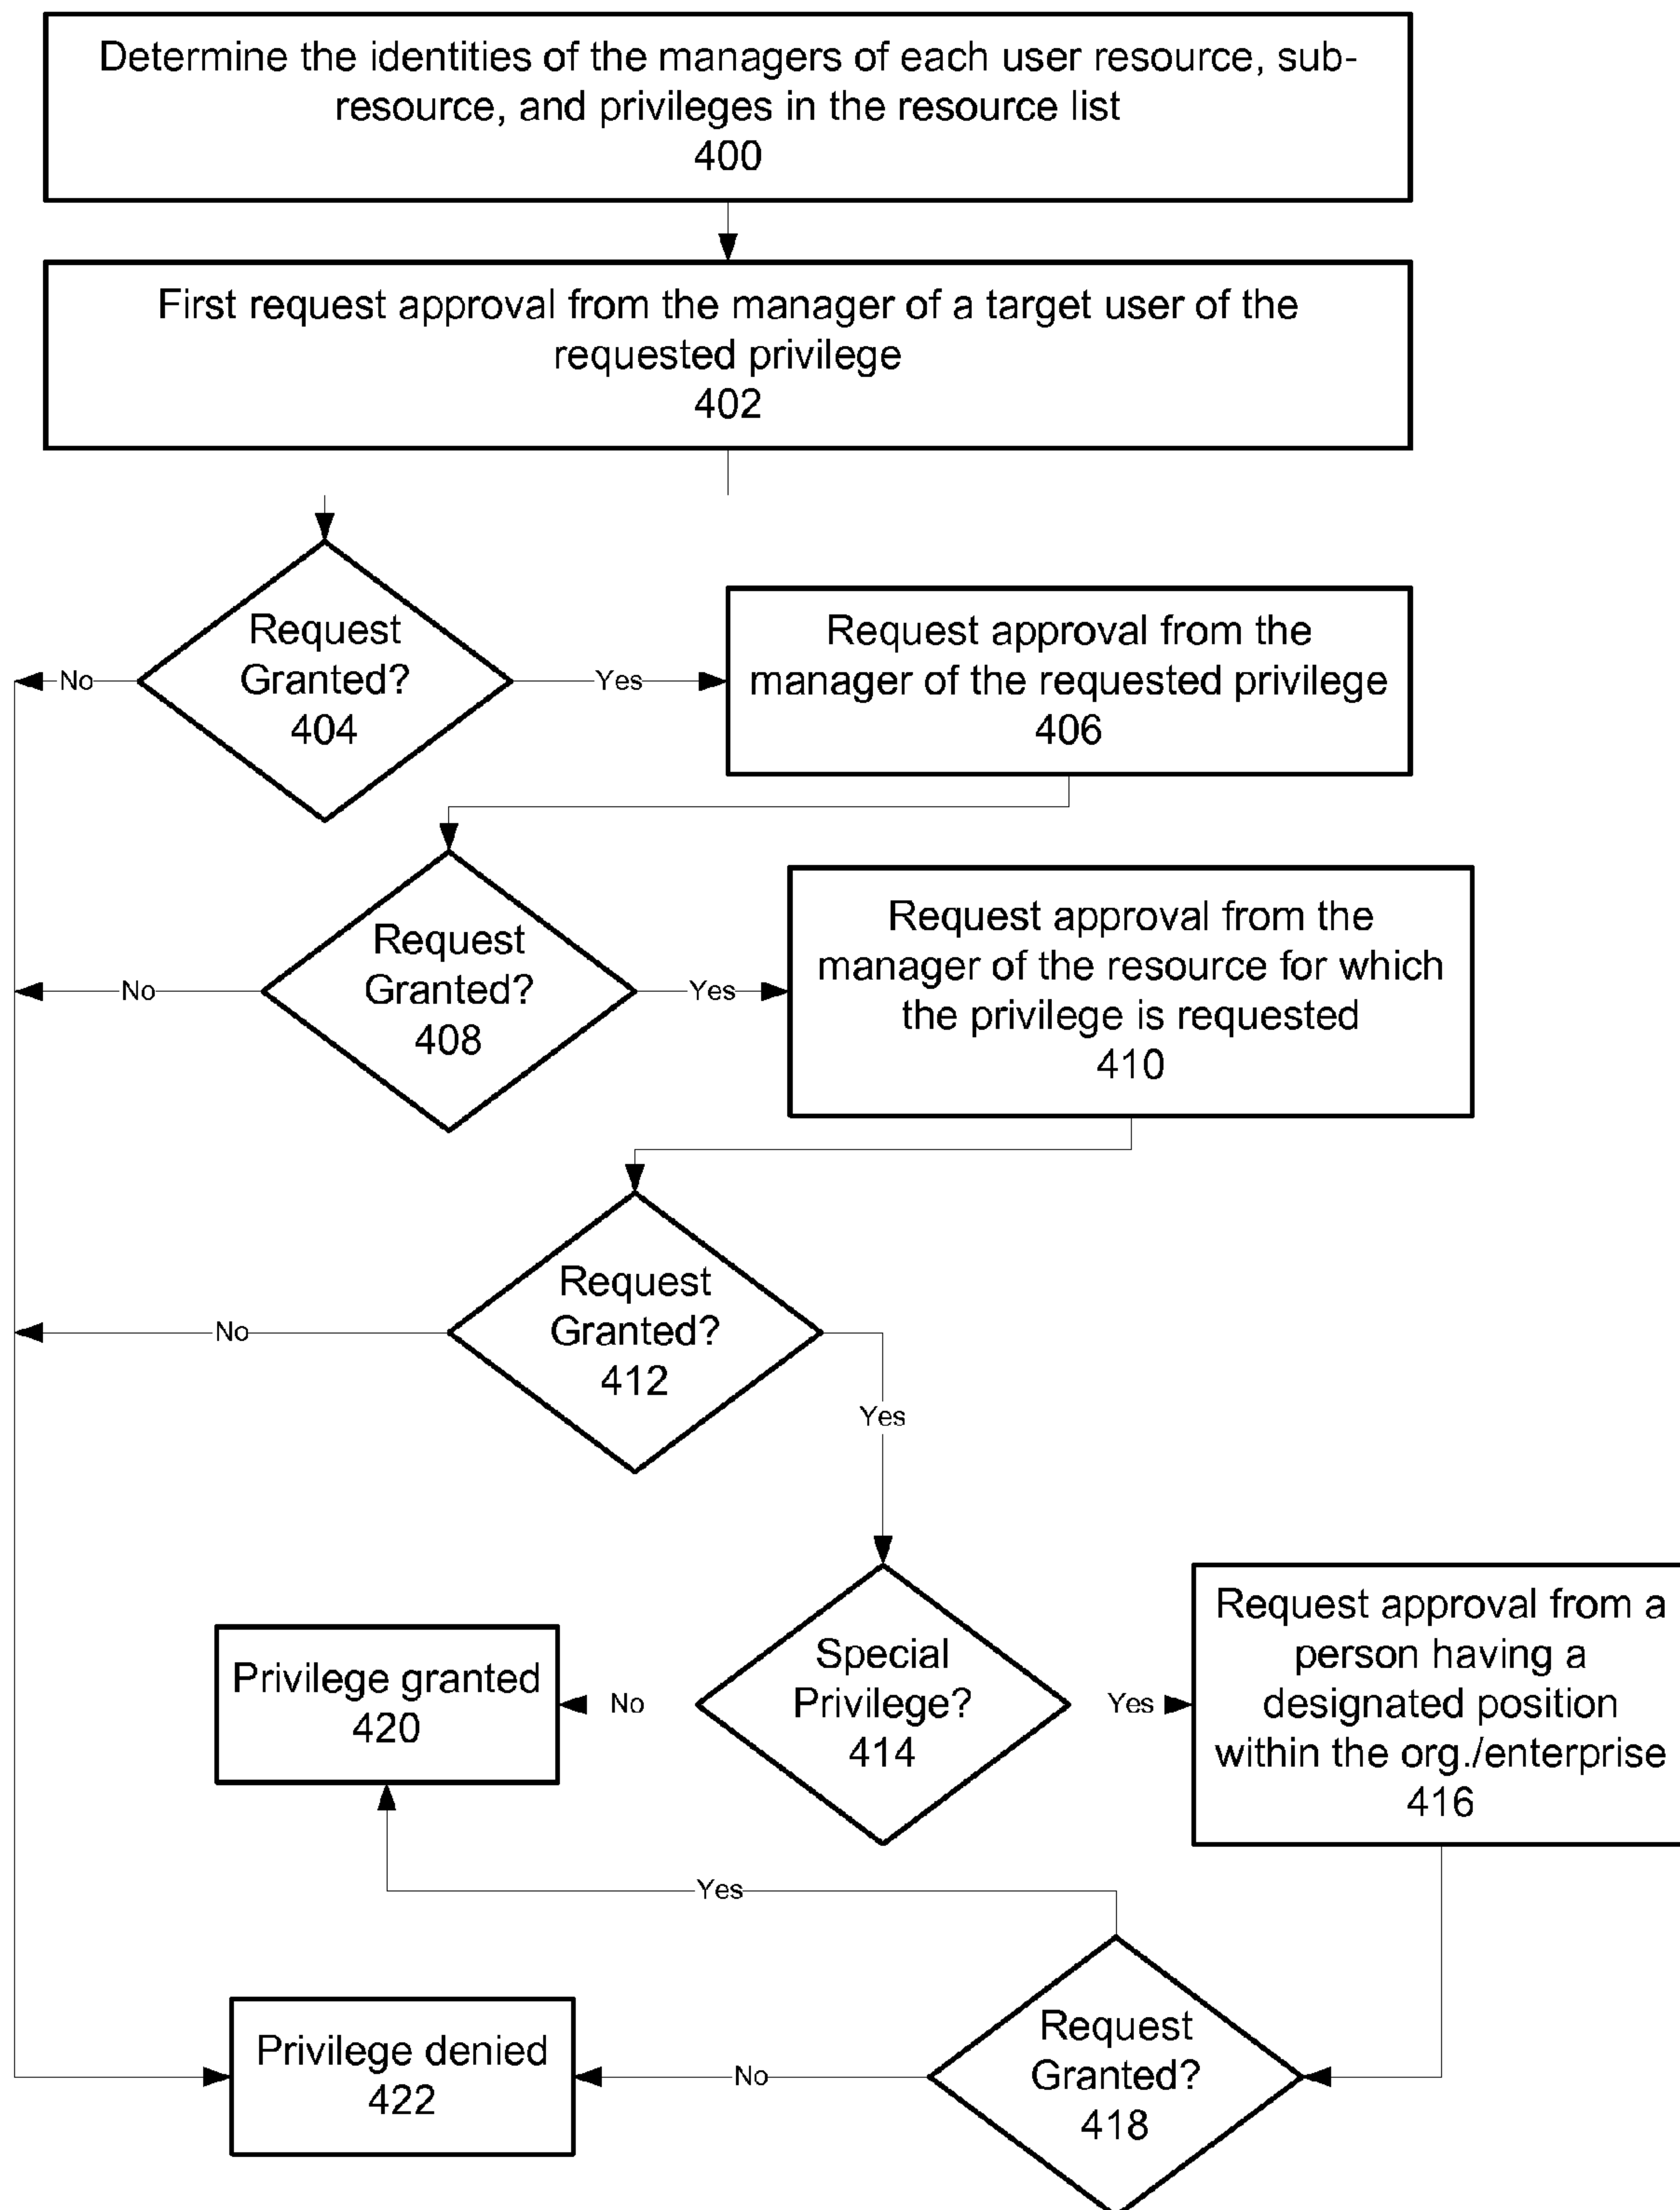 Determine the identities of the managers of each user resource, sub-
resource, and privileges in the resource list
400
First request approval from the manager of a target user of the
requested privilege
402
Request
Granted?
404
No
Yes
Request approval from the
manager of the requested privilege
406
Request
Granted?
408
No
Yes
Request approval from the
manager of the resource for which
the privilege is requested
410
Request
Granted?
412
No
Yes
Special
Privilege?
414
No
Yes
Privilege granted
420
Request approval from a
person having a
designated position
within the org./enterprise
416
Yes
Request
Granted?
418
No
Privilege denied
422